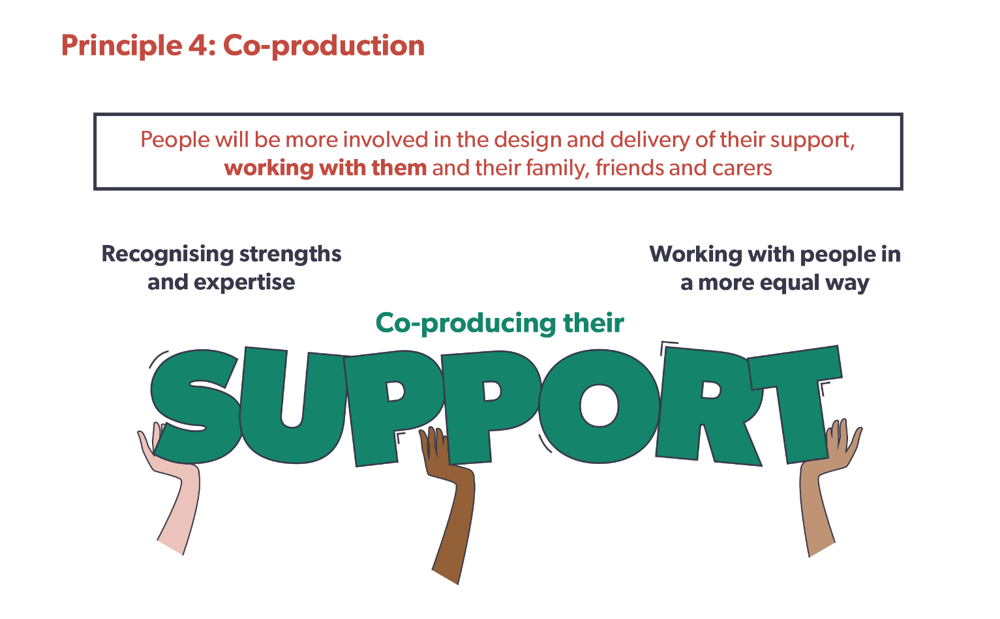 Principle 4: Co-production
People will be more involved in the design and delivery of their support,
working with them and their family, friends and carers
Recognising strengths
and expertise
Working with people in
a more equal way
Co-producing their
SUPPORT